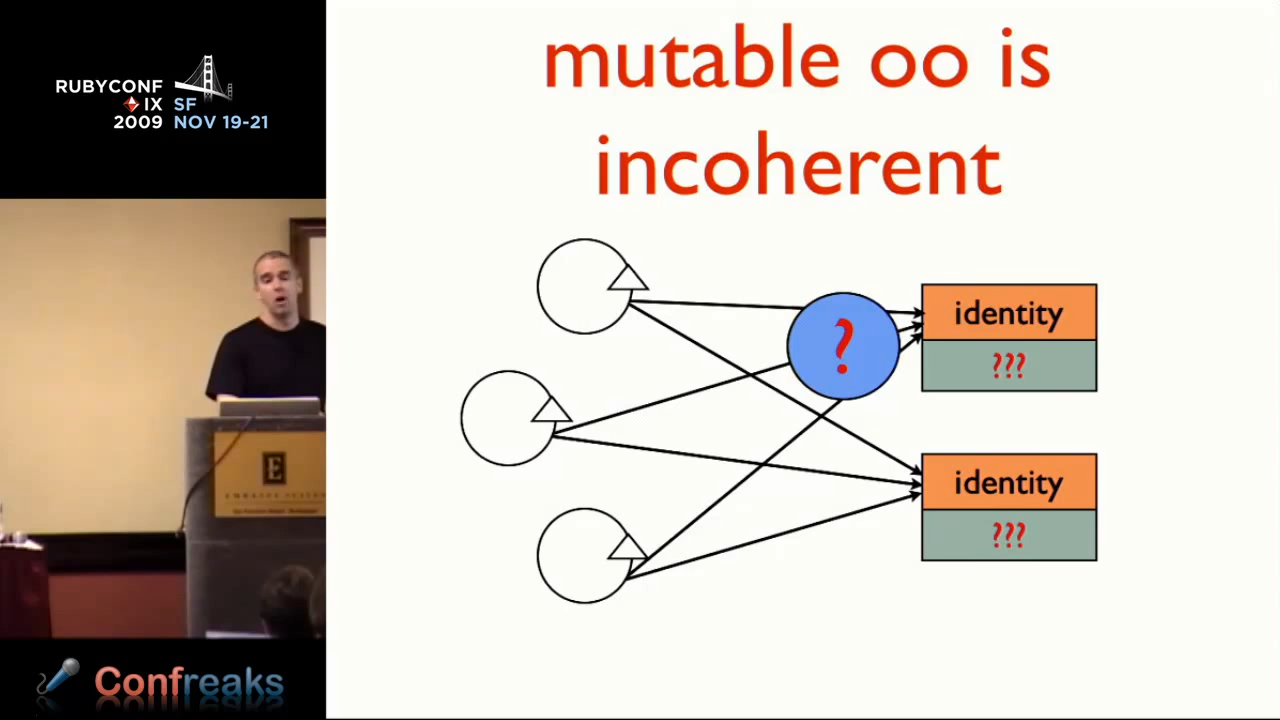 RUBYCONF
IX SF
2009 NOV 19-21
mutable oo is
incoherent
?
identity
???
identity
???
E
Confreaks